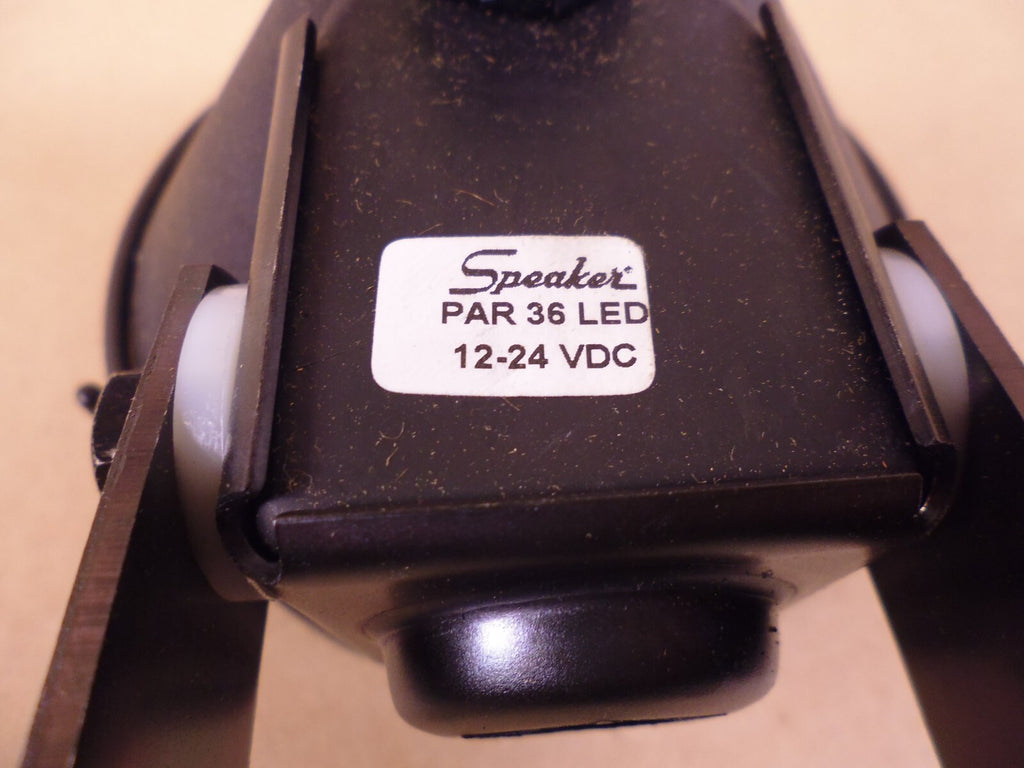 Speaker
PAR 36 LED
12-24 VDC